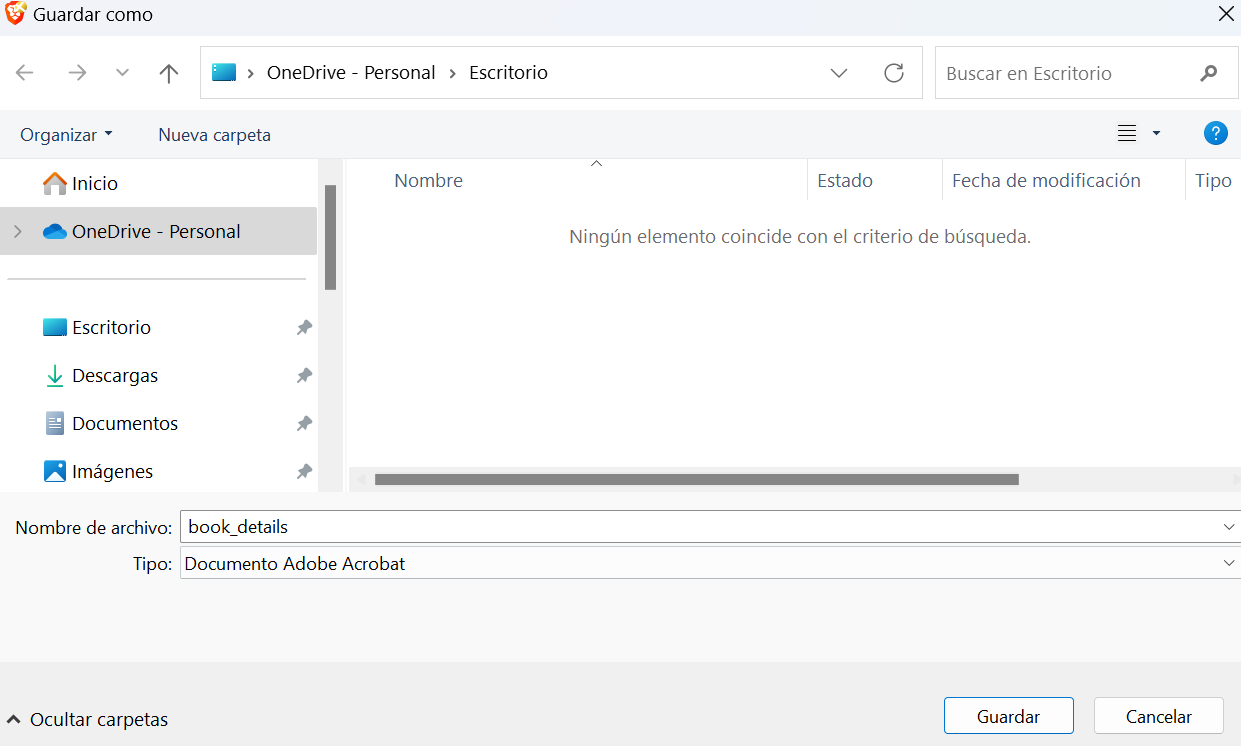 Guardar como
OneDrive - Personal › Escritorio
Buscar en Escritorio
Organizar
Nueva carpeta
?
Inicio
OneDrive - Personal
Escritorio
Descargas
Documentos
Imágenes
Nombre
Estado
Fecha de modificación
Tipo
Ningún elemento coincide con el criterio de búsqueda.
Nombre de archivo: book_details
Tipo: Documento Adobe Acrobat
Ocultar carpetas
Guardar
Cancelar